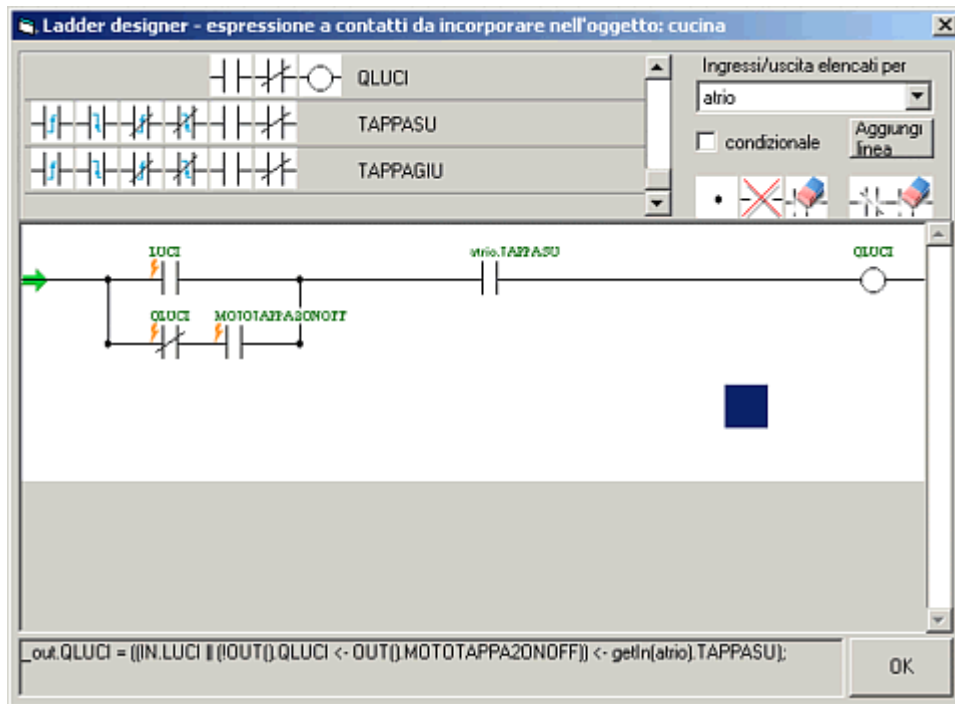 Ladder designer - espressione a contatti da incorporare nell'oggetto: cucina
QLUCI
TAPPASU
TAPPAGIU
Ingressi/uscita elencati per
atrio
condizionale
Aggiungi linea
LUCI
atrio.TAPPASU
QLUCI
QLUCI
MOTOTAPPA2ONOFF
_out.QLUCI = ((IN.LUCI || (!OUT().QLUCI <- OUT().MOTOTAPPA2ONOFF)) <- getIn(atrio).TAPPASU);
OK